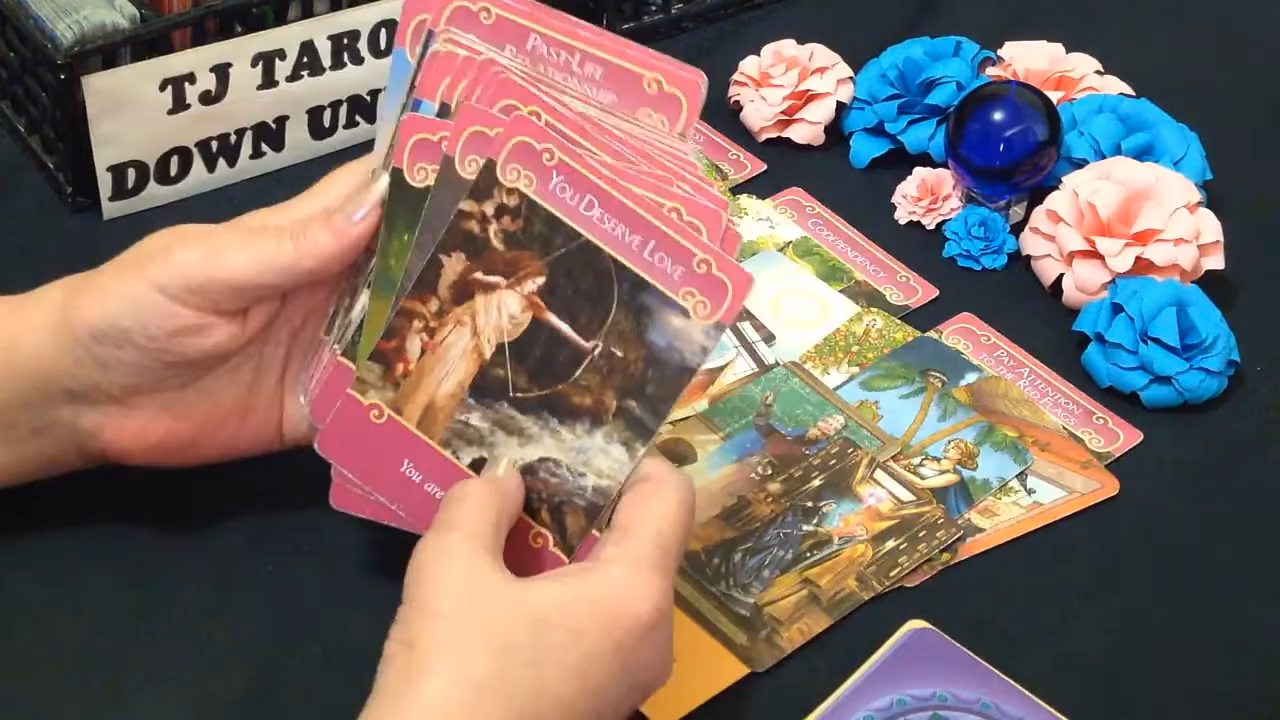 TJ TARO
DOWN UN
PAST-LIFE
RELATIONSHIP
YOU DESERVE LOVE
You are
CODEPENDENCY
PAY ATTENTION
TO THE RED FLAGS